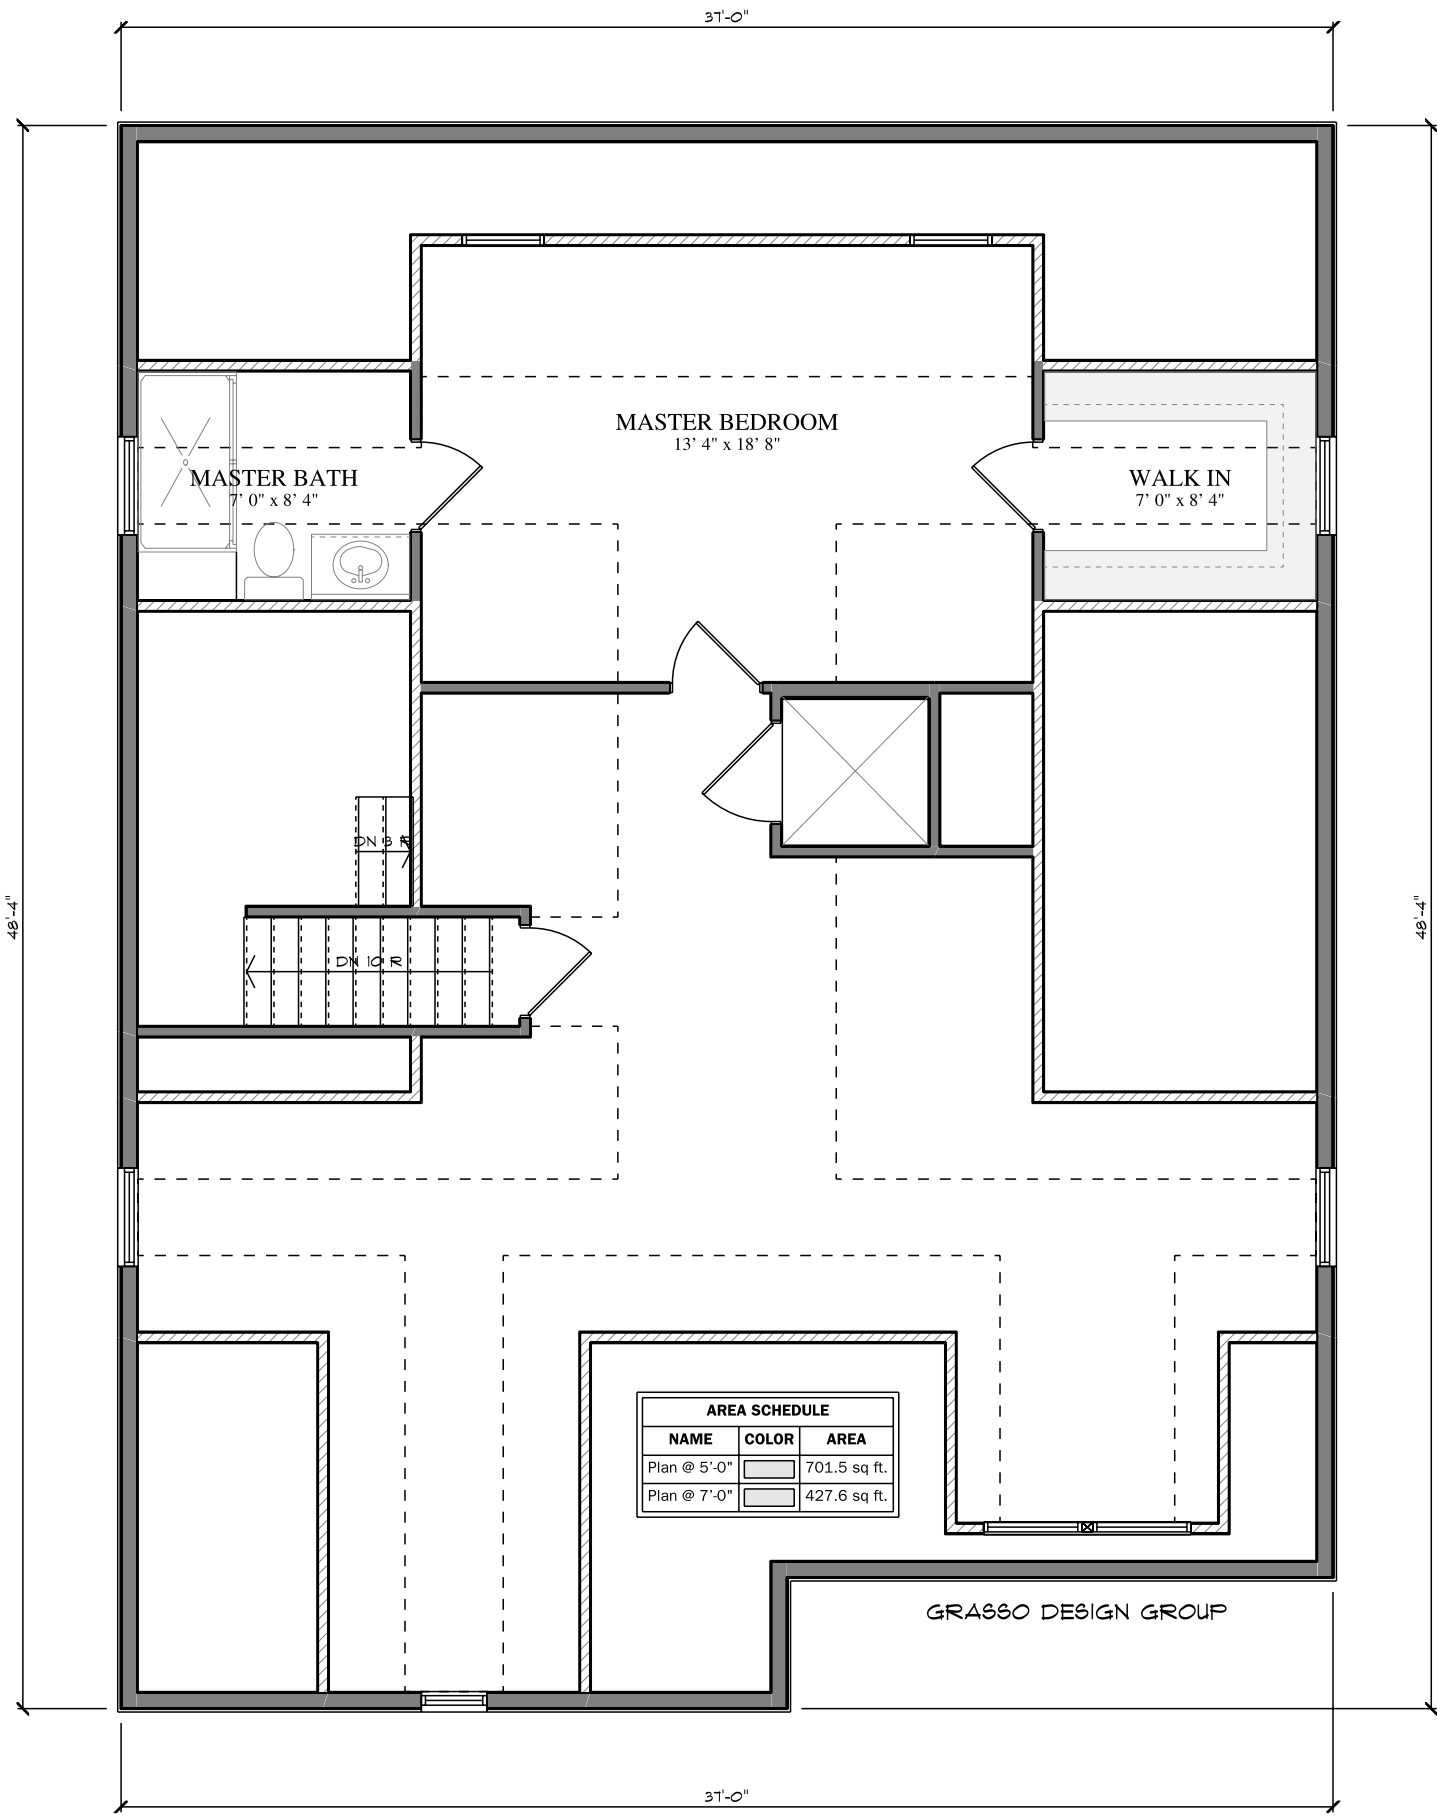 37'-0"
MASTER BEDROOM
13' 4" x 18' 8"
MASTER BATH
7' 0" x 8' 4"
WALK IN
7' 0" x 8' 4"
DN 3 R
48'-4"
48'-4"
DN 10 R
AREA SCHEDULE
NAME COLOR AREA
Plan @ 5'-0" 701.5 sq ft.
Plan @ 7'-0" 427.6 sq ft.
GRASSO DESIGN GROUP
37'-0"